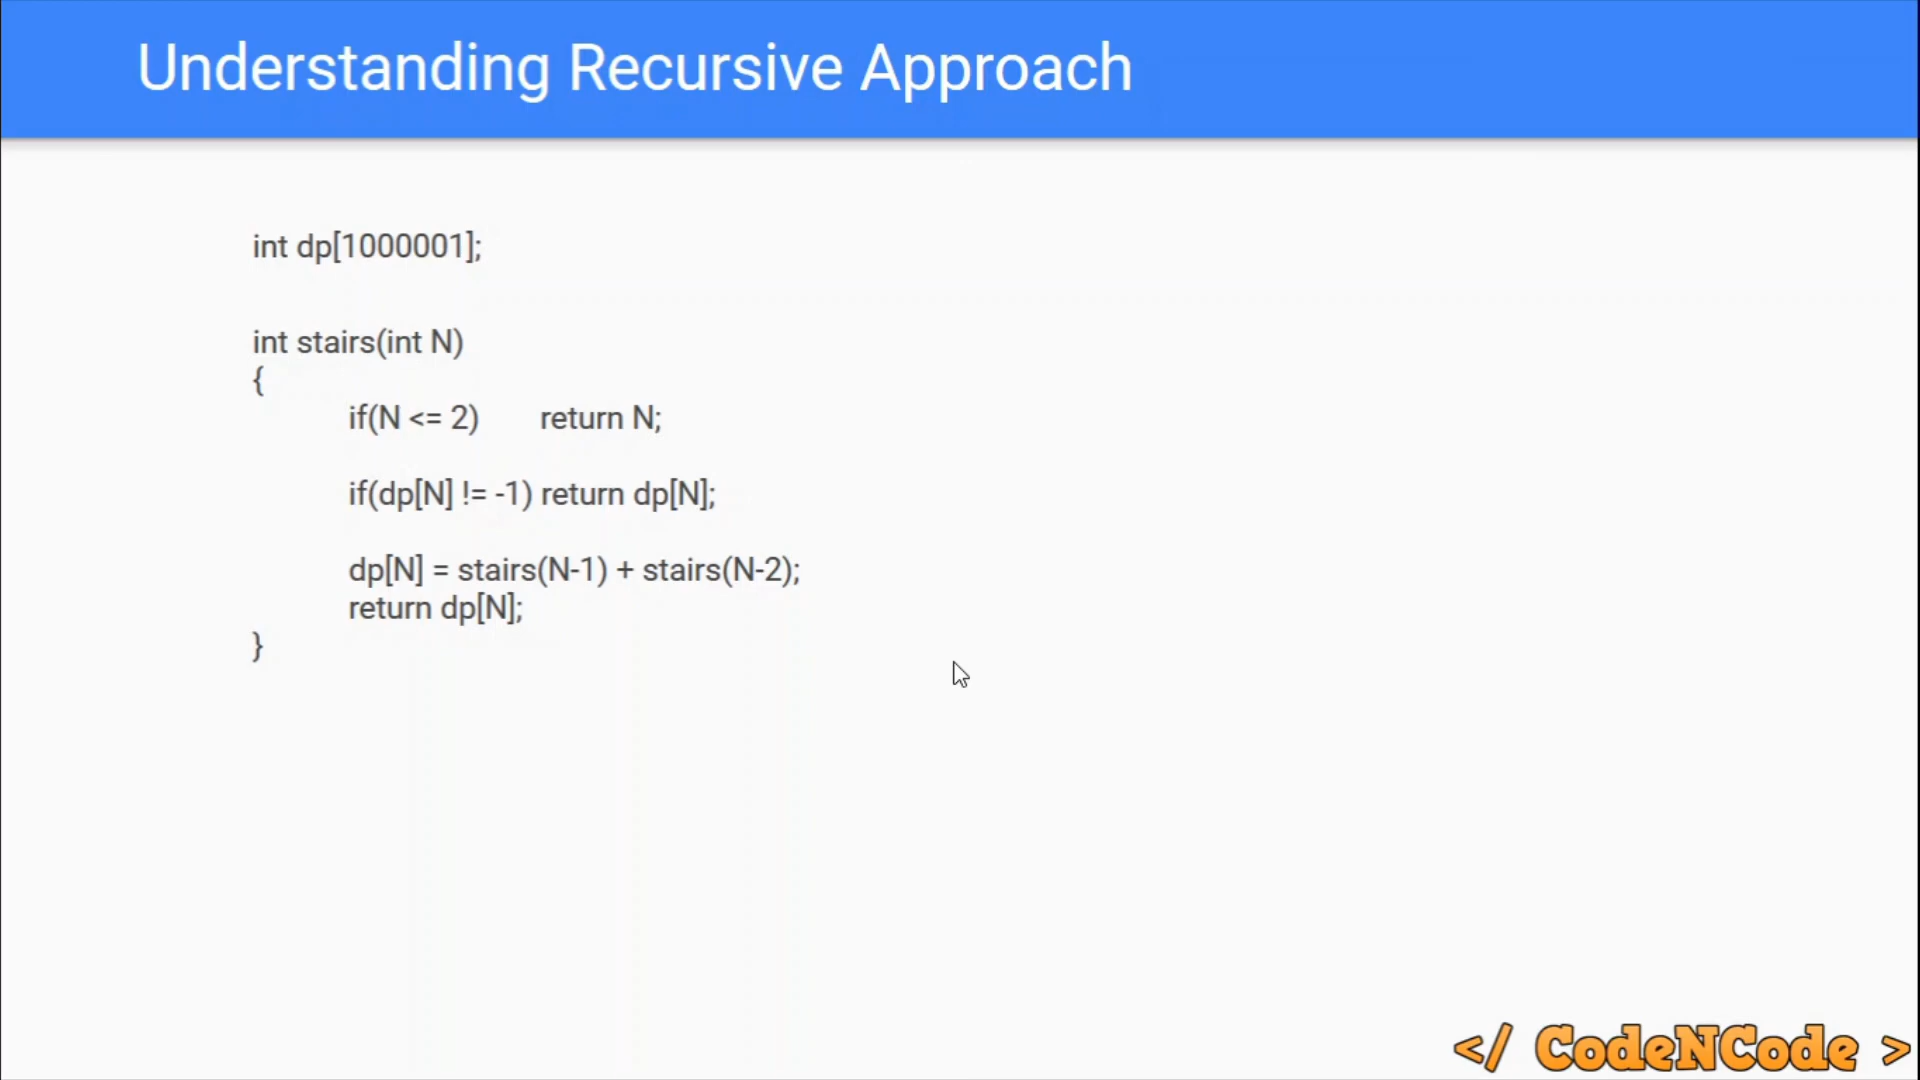 Understanding Recursive Approach
int dp[1000001];
int stairs(int N)
{
if(N <= 2) return N;
if(dp[N] != -1) return dp[N];
dp[N] = stairs(N-1) + stairs(N-2);
return dp[N];
}
</ CodeNCode >